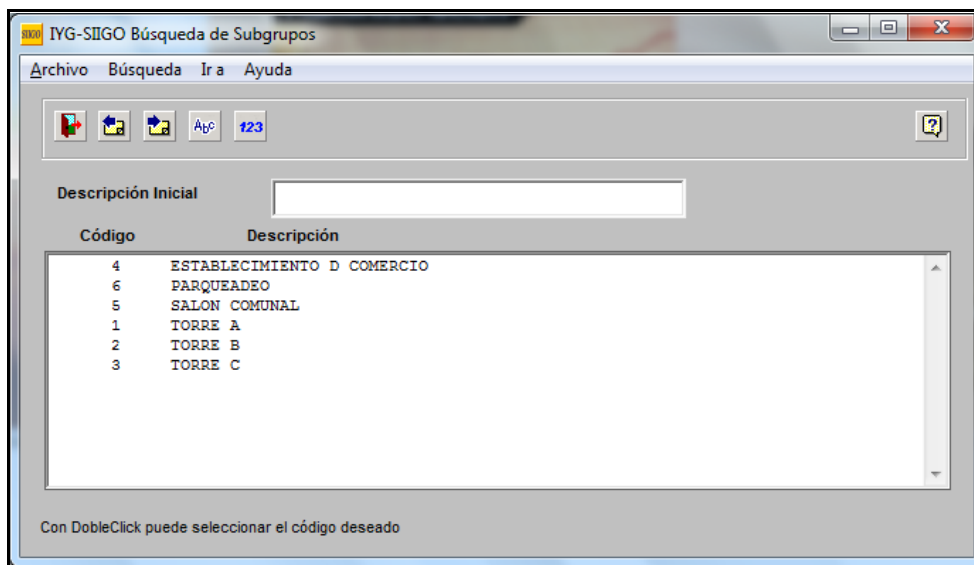 SIIGO IYG-SIIGO Búsqueda de Subgrupos
Archivo Búsqueda Ir a Ayuda
Abc 123
Descripción Inicial
Código Descripción
4 ESTABLECIMIENTO D COMERCIO
6 PARQUEADEO
5 SALON COMUNAL
1 TORRE A
2 TORRE B
3 TORRE C
Con DobleClick puede seleccionar el código deseado